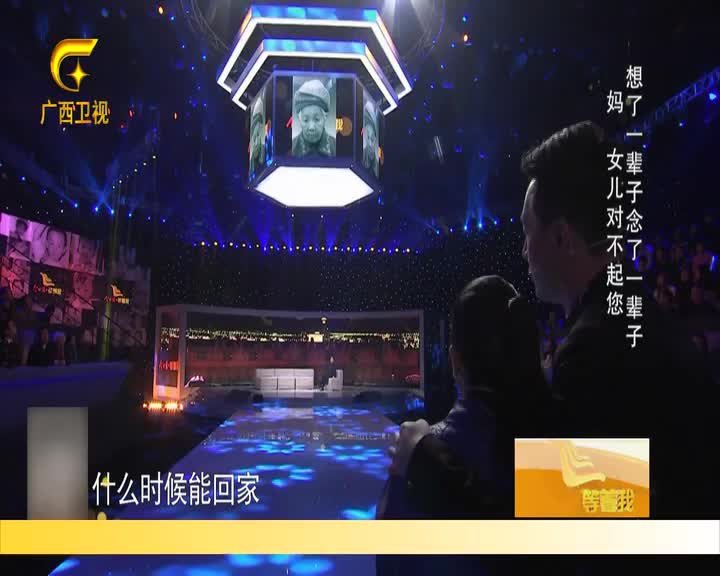 广西卫视
想了一辈子念了一辈子
妈 女儿对不起您
什么时候能回家
等着我